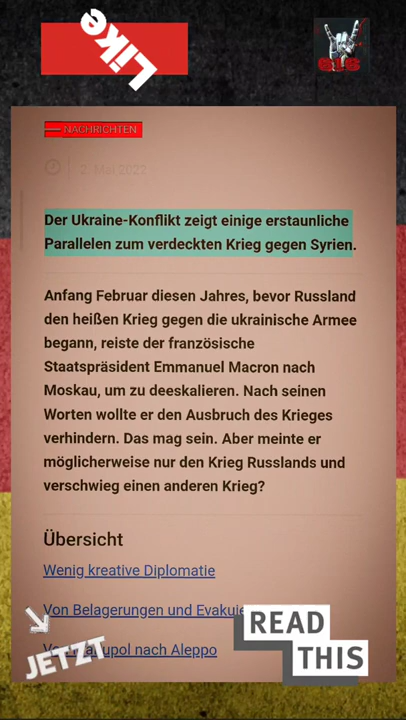 Like
SLS
NACHRICHTEN
2. Mai 2022
Der Ukraine-Konflikt zeigt einige erstaunliche
Parallelen zum verdeckten Krieg gegen Syrien.
Anfang Februar diesen Jahres, bevor Russland
den heißen Krieg gegen die ukrainische Armee
begann, reiste der französische
Staatspräsident Emmanuel Macron nach
Moskau, um zu deeskalieren. Nach seinen
Worten wollte er den Ausbruch des Krieges
verhindern. Das mag sein. Aber meinte er
möglicherweise nur den Krieg Russlands und
verschwieg einen anderen Krieg?
Übersicht
Wenig kreative Diplomatie
Von Belagerungen und
nach Aleppo
JETZT
READ
THIS